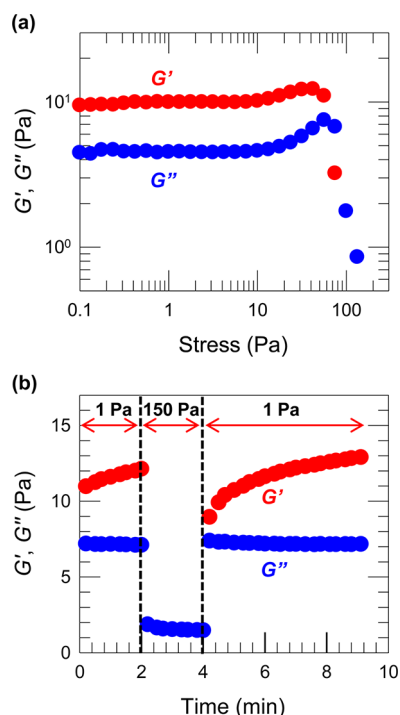 (a)
G', G" (Pa)
10¹
10⁰
G'
G"
0.1 1 10 100
Stress (Pa)
(b)
1 Pa 150 Pa 1 Pa
G', G" (Pa)
15
10
5
0
G'
G"
0 2 4 6 8 10
Time (min)